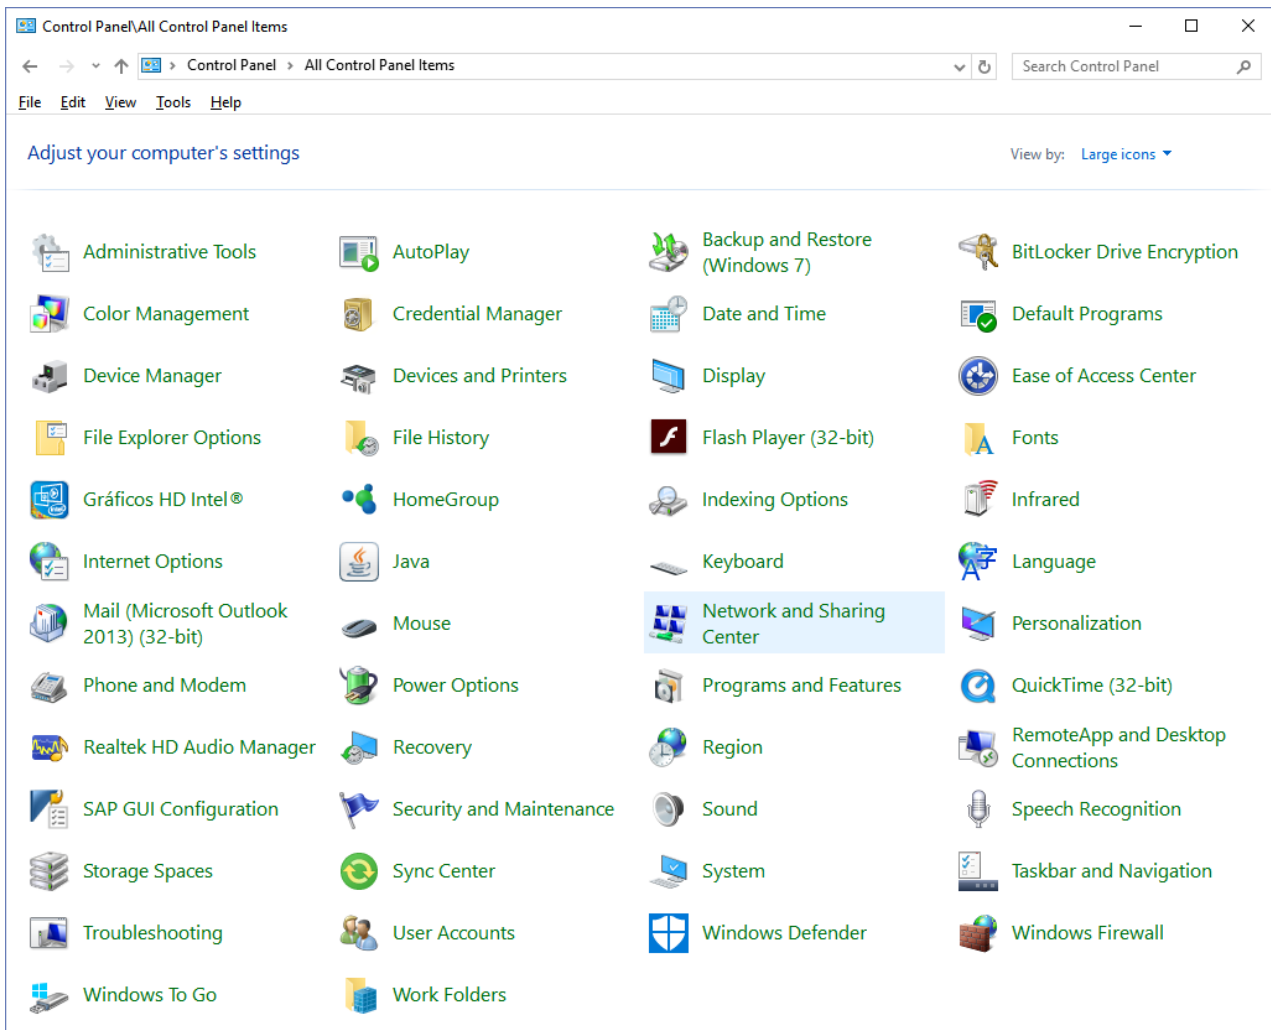 Control Panel\All Control Panel Items
Control Panel > All Control Panel Items
Search Control Panel
File Edit View Tools Help
Adjust your computer's settings
View by: Large icons
Administrative Tools
AutoPlay
Backup and Restore
(Windows 7)
BitLocker Drive Encryption
Color Management
Credential Manager
Date and Time
Default Programs
Device Manager
Devices and Printers
Display
Ease of Access Center
File Explorer Options
File History
Flash Player (32-bit)
Fonts
Gráficos HD Intel®
HomeGroup
Indexing Options
Infrared
Internet Options
Java
Keyboard
Language
Mail (Microsoft Outlook
2013) (32-bit)
Mouse
Network and Sharing
Center
Personalization
Phone and Modem
Power Options
Programs and Features
QuickTime (32-bit)
Realtek HD Audio Manager
Recovery
Region
RemoteApp and Desktop
Connections
SAP GUI Configuration
Security and Maintenance
Sound
Speech Recognition
Storage Spaces
Sync Center
System
Taskbar and Navigation
Troubleshooting
User Accounts
Windows Defender
Windows Firewall
Windows To Go
Work Folders